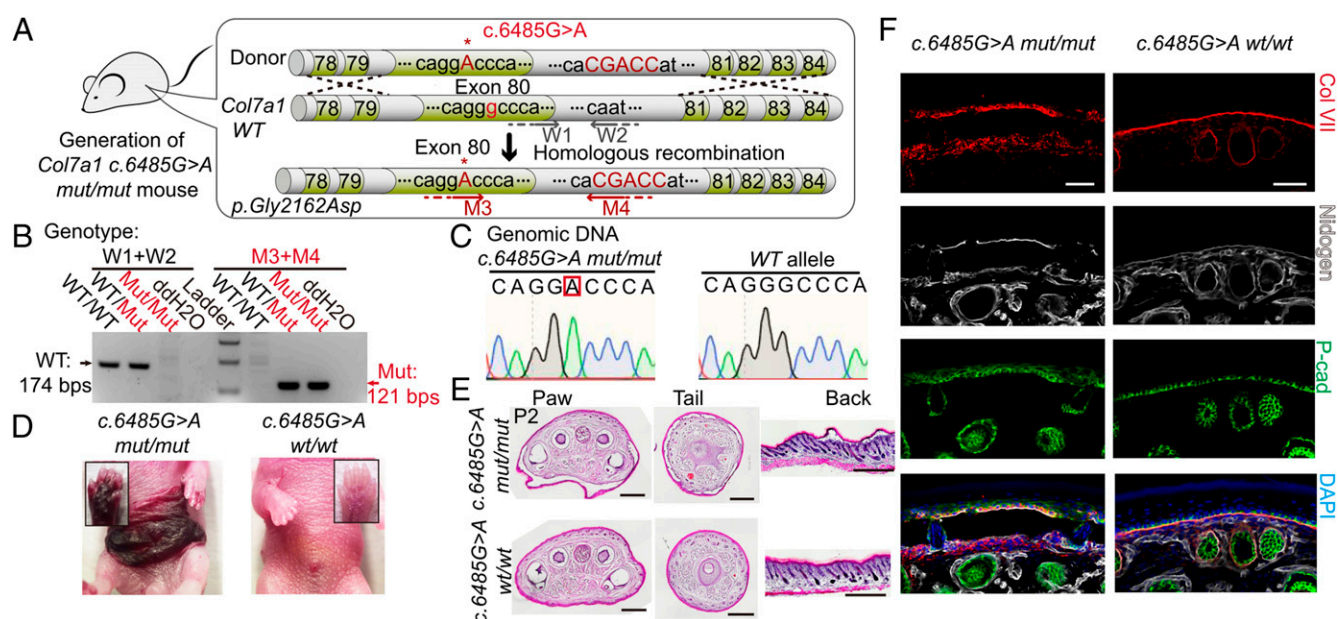 A
c.6485G>A
*
Donor
78 79 ··· caggAccca ··· ··· caCGACCat ··· 81 82 83 84
Exon 80
Col7a1
WT
78 79 ··· cagggccca ··· ··· caat ··· 81 82 83 84
W1 W2
Generation of
Col7a1 c.6485G>A
mut/mut mouse
Exon 80
*
Homologous recombination
78 79 ··· caggAccca ··· ··· caCGACCat ··· 81 82 83 84
p.Gly2162Asp
M3 M4
B
Genotype:
W1+W2 M3+M4
WT/WT
WT/Mut
Mut/Mut
ddH2O
Ladder
WT/WT
WT/Mut
Mut/Mut
ddH2O
WT:
174 bps
Mut:
121 bps
C
Genomic DNA
c.6485G>A mut/mut WT allele
C A G G A C C C A C A G G G C C C A
D
c.6485G>A
mut/mut
c.6485G>A
wt/wt
E
Paw Tail Back
P2
c.6485G>A
mut/mut
c.6485G>A
wt/wt
F
c.6485G>A mut/mut c.6485G>A wt/wt
Col VII
Nidogen
P-cad
DAPI